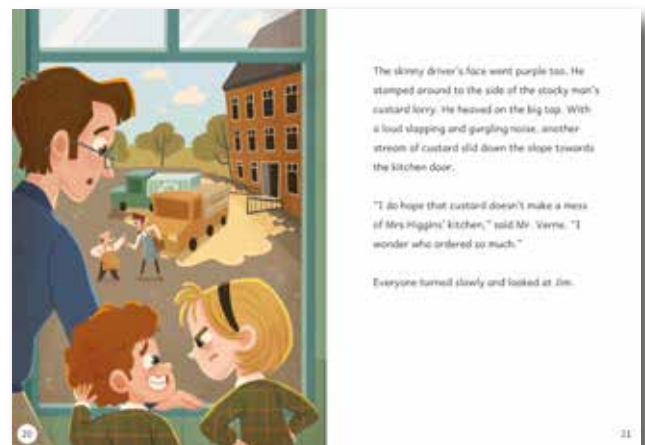 The skinny driver's face went purple too. He
stomped around to the side of the stocky man's
custard lorry. He heaved on the big tap. With
a loud slapping and gurgling noise, another
stream of custard slid down the slope towards
the kitchen door.
"I do hope that custard doesn't make a mess
of Mrs Higgins' kitchen," said Mr. Verne. "I
wonder who ordered so much."
Everyone turned slowly and looked at Jim.
20
21